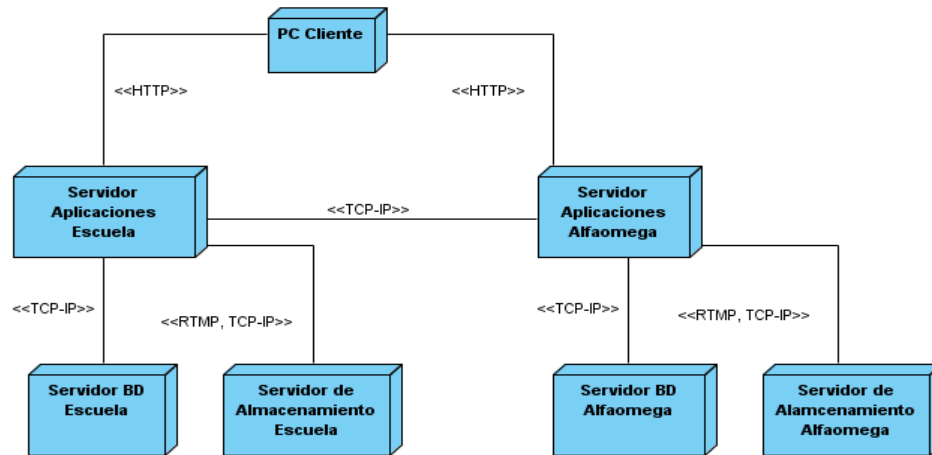 PC Cliente
<<HTTP>>
<<HTTP>>
Servidor
Aplicaciones
Escuela
<<TCP-IP>>
Servidor
Aplicaciones
Alfaomega
<<TCP-IP>>
<<RTMP, TCP-IP>>
<<TCP-IP>>
<<RTMP, TCP-IP>>
Servidor BD
Escuela
Servidor de
Almacenamiento
Escuela
Servidor BD
Alfaomega
Servidor de
Alamcenamiento
Alfaomega